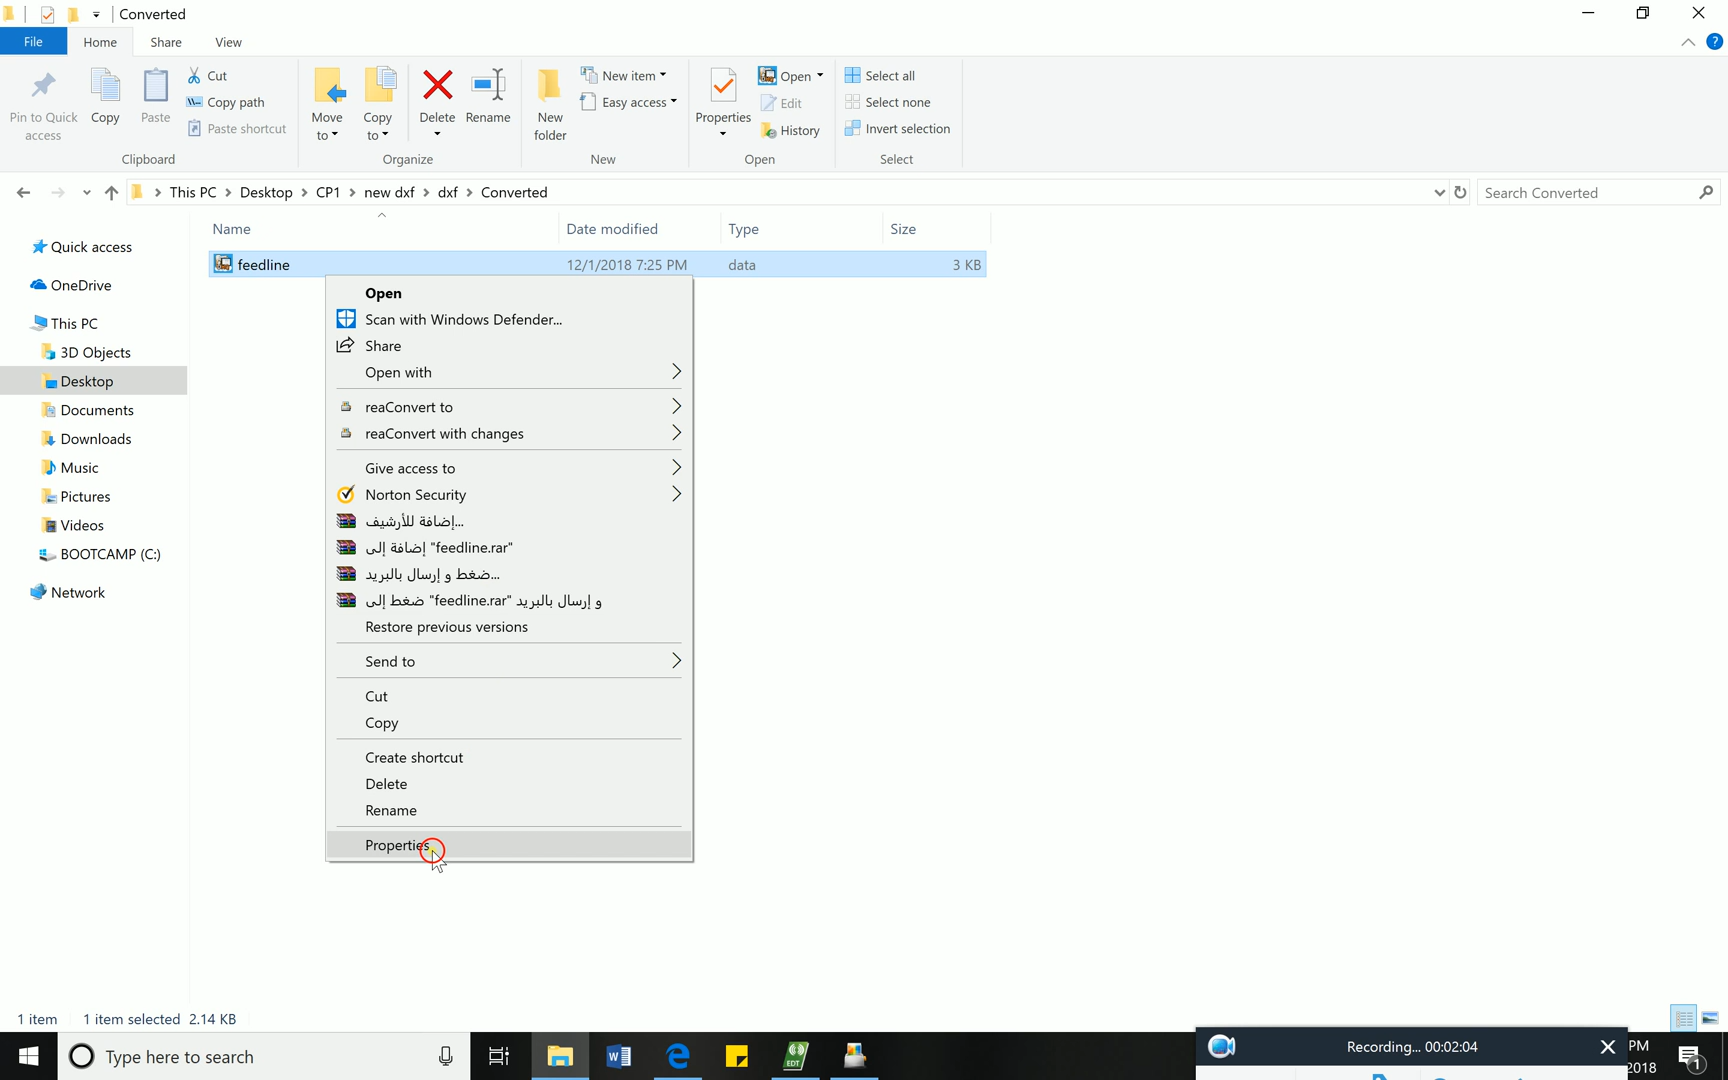 Converted
File Home Share View
Pin to Quick access
Copy
Paste
Cut
Copy path
Paste shortcut
Clipboard
Move to
Copy to
Delete
Rename
Organize
New folder
New item
Easy access
New
Properties
Open
Edit
History
Open
Select all
Select none
Invert selection
Select
This PC > Desktop > CP1 > new dxf > dxf > Converted
Search Converted
Quick access
OneDrive
This PC
3D Objects
Desktop
Documents
Downloads
Music
Pictures
Videos
BOOTCAMP (C:)
Network
Name Date modified Type Size
feedline 12/1/2018 7:25 PM data 3 KB
Open
Scan with Windows Defender...
Share
Open with
reaConvert to
reaConvert with changes
Give access to
Norton Security
إضافة للأرشيف...
إضافة إلى "feedline.rar"
ضغط و إرسال بالبريد...
ضغط إلى "feedline.rar" و إرسال بالبريد
Restore previous versions
Send to
Cut
Copy
Create shortcut
Delete
Rename
Properties
1 item 1 item selected 2.14 KB
Type here to search
EDT
Recording... 00:02:04
PM
2018
1